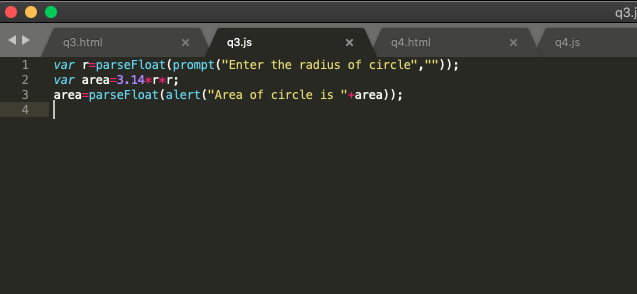 q3.j
q3.html × q3.js × q4.html × q4.js
1 var r=parseFloat(prompt("Enter the radius of circle",""));
2 var area=3.14*r*r;
3 area=parseFloat(alert("Area of circle is "+area));
4